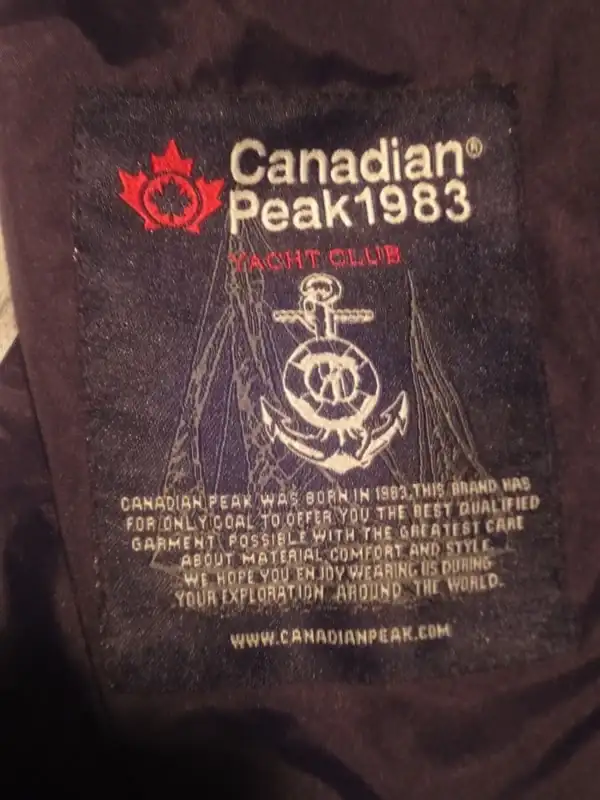 Canadian®
Peak1983
YACHT CLUB
CANADIAN PEAK WAS BORN IN 1983, THIS BRAND HAS
FOR ONLY GOAL TO OFFER YOU THE BEST QUALIFIED
GARMENT POSSIBLE WITH THE GREATEST CARE
ABOUT MATERIAL, COMFORT AND STYLE.
WE HOPE YOU ENJOY WEARING US DURING
YOUR EXPLORATION AROUND THE WORLD.
WWW.CANADIANPEAK.COM